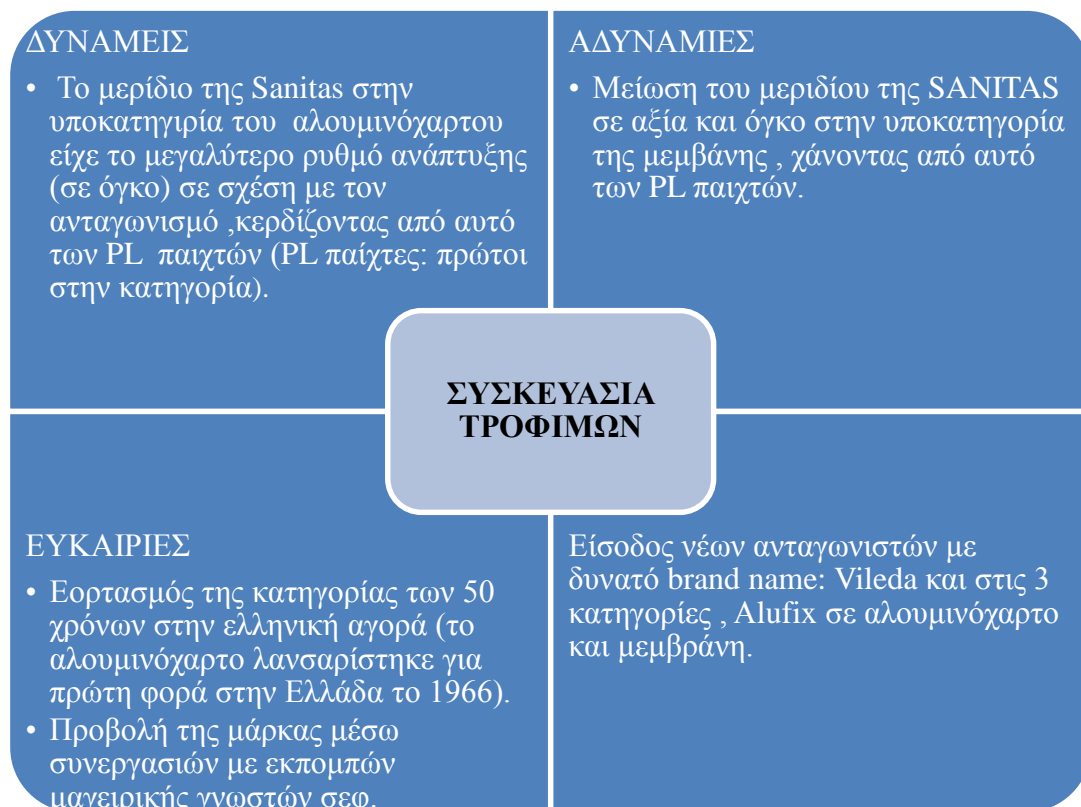 ΔΥΝΑΜΕΙΣ
• Το μερίδιο της Sanitas στην
υποκατηγιρία του αλουμινόχαρτου
είχε το μεγαλύτερο ρυθμό ανάπτυξης
(σε όγκο) σε σχέση με τον
ανταγωνισμό ,κερδίζοντας από αυτό
των PL παιχτών (PL παίχτες: πρώτοι
στην κατηγορία).
ΑΔΥΝΑΜΙΕΣ
• Μείωση του μεριδίου της SANITAS
σε αξία και όγκο στην υποκατηγορία
της μεμβάνης , χάνοντας από αυτό
των PL παιχτών.
ΣΥΣΚΕΥΑΣΙΑ
ΤΡΟΦΙΜΩΝ
ΕΥΚΑΙΡΙΕΣ
• Εορτασμός της κατηγορίας των 50
χρόνων στην ελληνική αγορά (το
αλουμινόχαρτο λανσαρίστηκε για
πρώτη φορά στην Ελλάδα το 1966).
• Προβολή της μάρκας μέσω
συνεργασιών με εκπομπών
μαγειρικής γνωστών σεφ.
Είσοδος νέων ανταγωνιστών με
δυνατό brand name: Vileda και στις 3
κατηγορίες , Alufix σε αλουμινόχαρτο
και μεμβράνη.